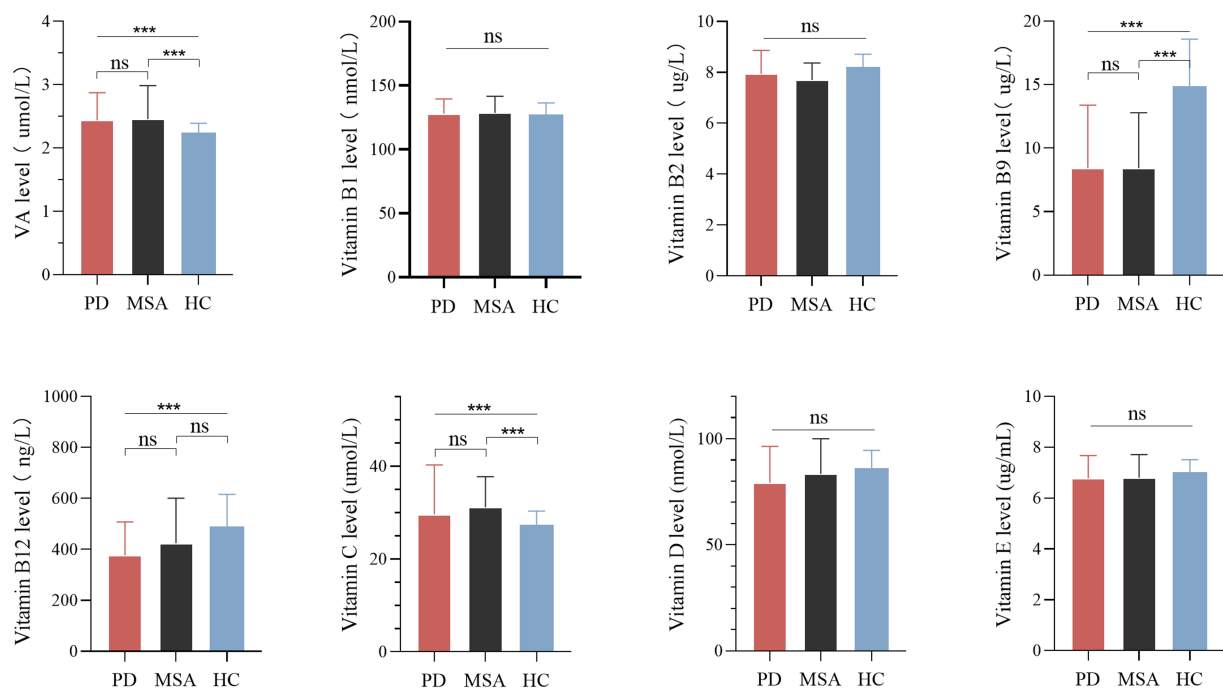 VA level ( umol/L)
4
3
2
1
0
***
ns
***
PD MSA HC
Vitamin B1 level ( nmol/L)
200
150
100
50
0
ns
PD MSA HC
Vitamin B2 level ( ug/L)
10
8
6
4
2
0
ns
PD MSA HC
Vitamin B9 level( ug/L)
20
15
10
5
0
***
ns
***
PD MSA HC
Vitamin B12 level ( ng/L)
1000
800
600
400
200
0
***
ns
ns
PD MSA HC
Vitamin C level (umol/L)
40
20
0
***
ns
***
PD MSA HC
Vitamin D level (nmol/L)
100
50
0
ns
PD MSA HC
Vitamin E level (ug/mL)
10
8
6
4
2
0
ns
PD MSA HC